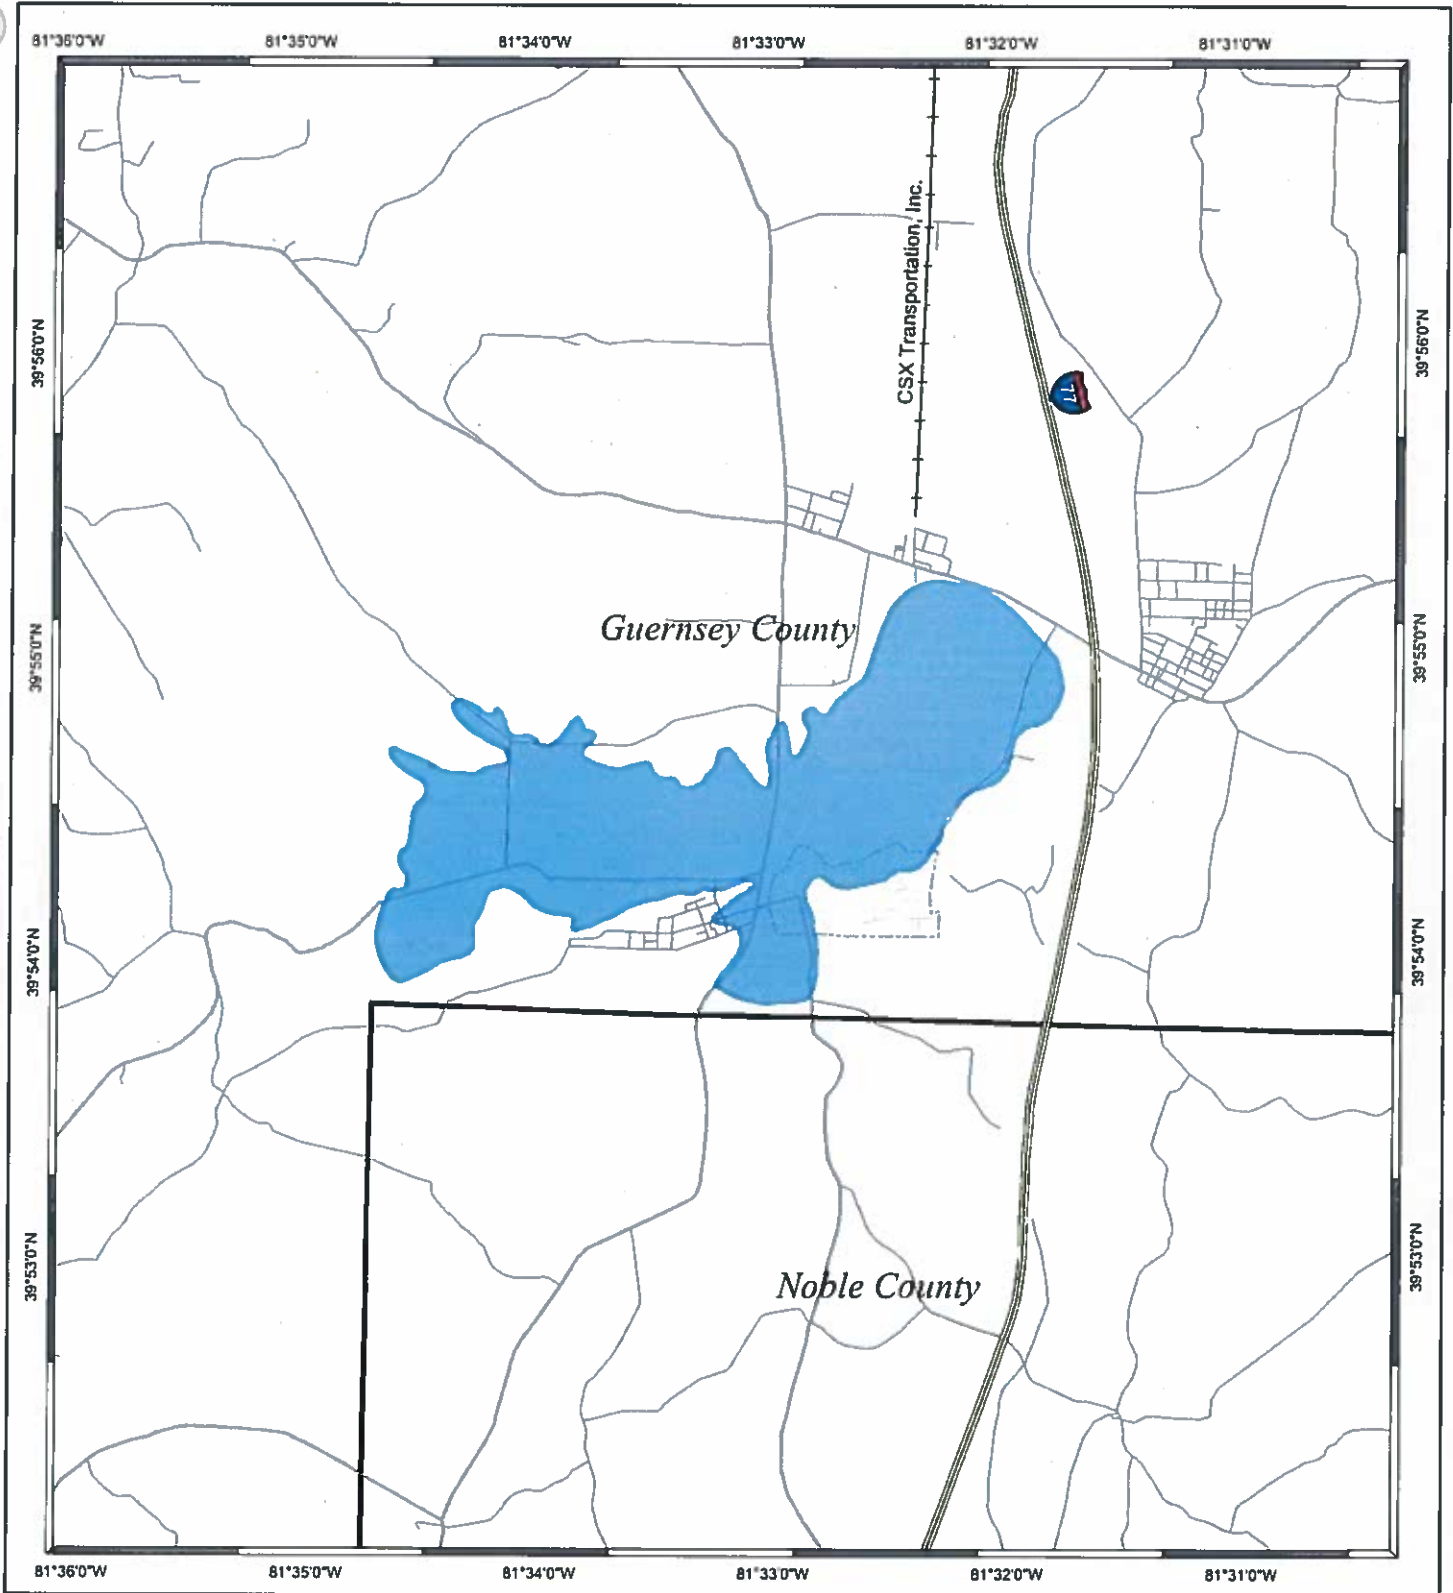 81°36'0"W 81°35'0"W 81°34'0"W 81°33'0"W 81°32'0"W 81°31'0"W
CSX Transportation, Inc.
39°56'0"N 39°56'0"N
77
Guernsey County
39°55'0"N 39°55'0"N
39°54'0"N 39°54'0"N
39°53'0"N 39°53'0"N
Noble County
81°36'0"W 81°35'0"W 81°34'0"W 81°33'0"W 81°32'0"W 81°31'0"W